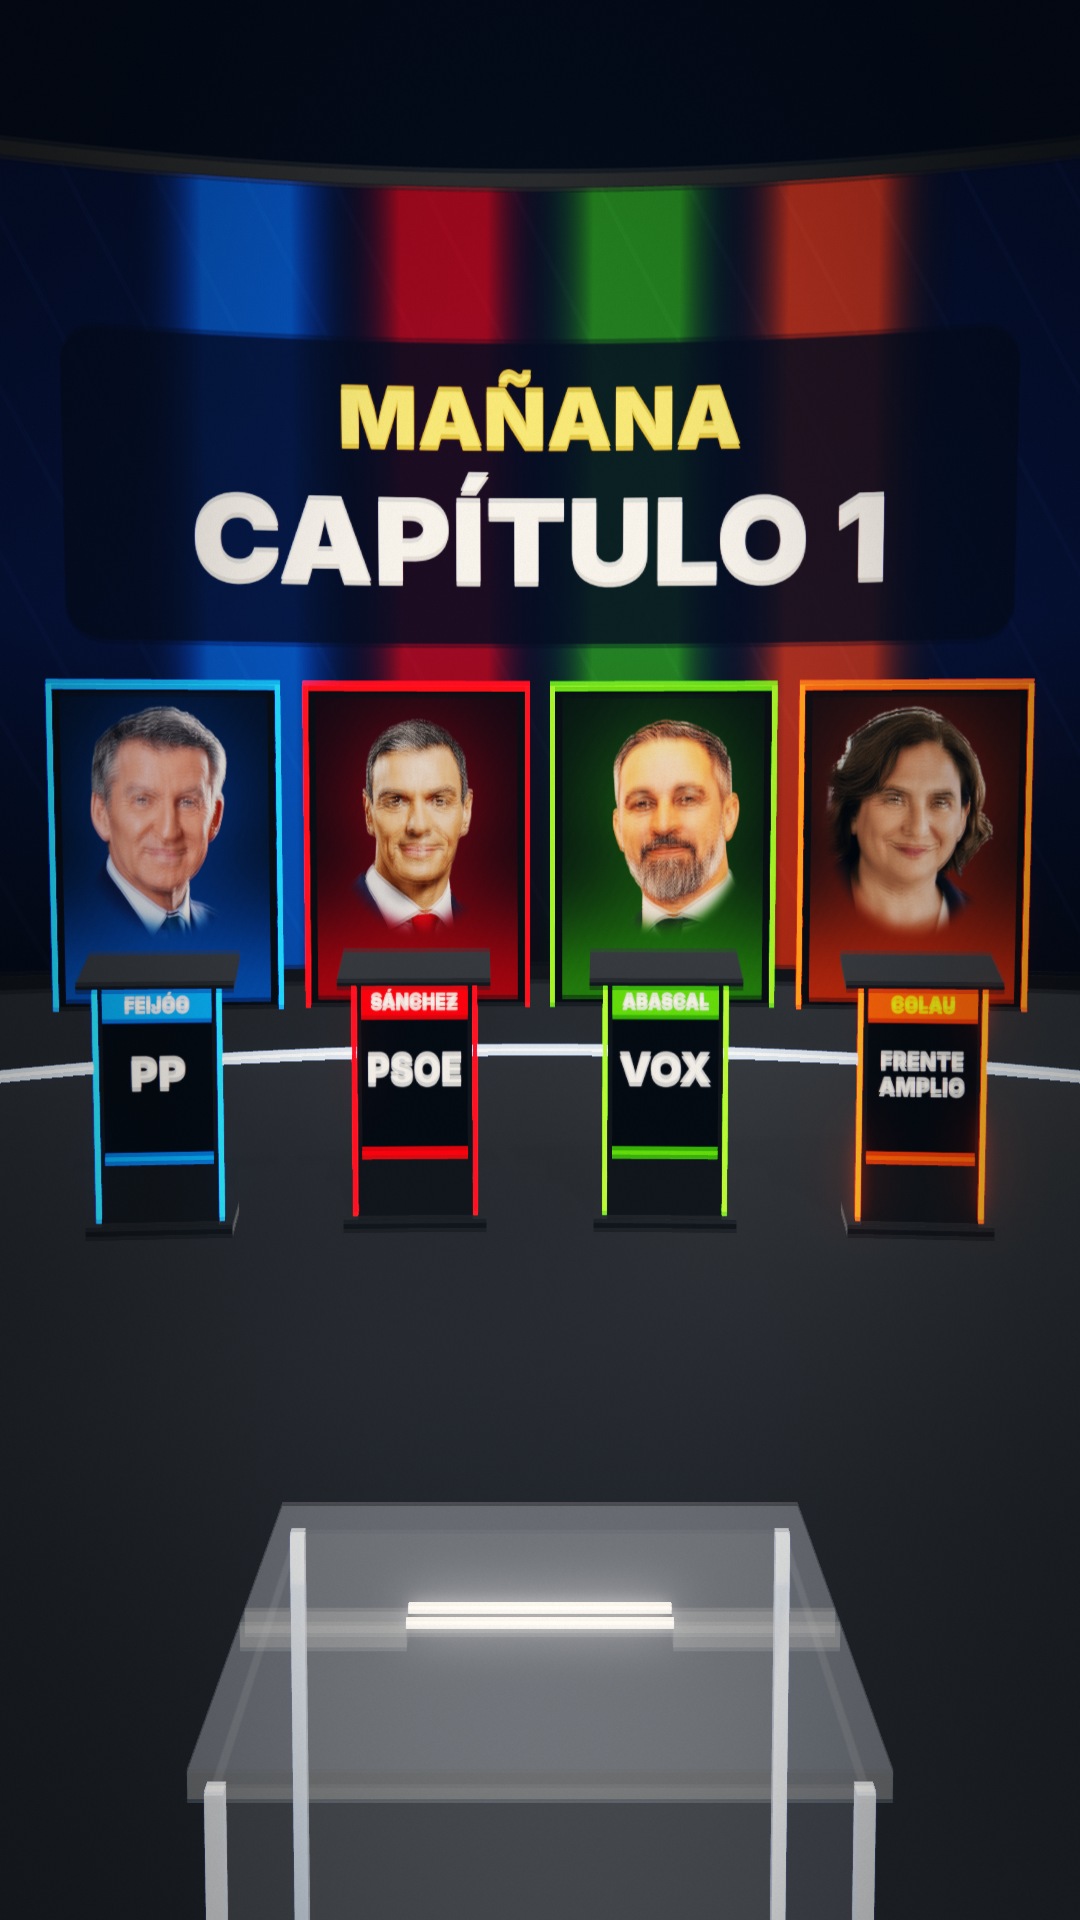 MAÑANA
CAPÍTULO 1
FEIJÓO
SÁNCHEZ
ABASCAL
COLAU
PP
PSOE
VOX
FRENTE
AMPLIO